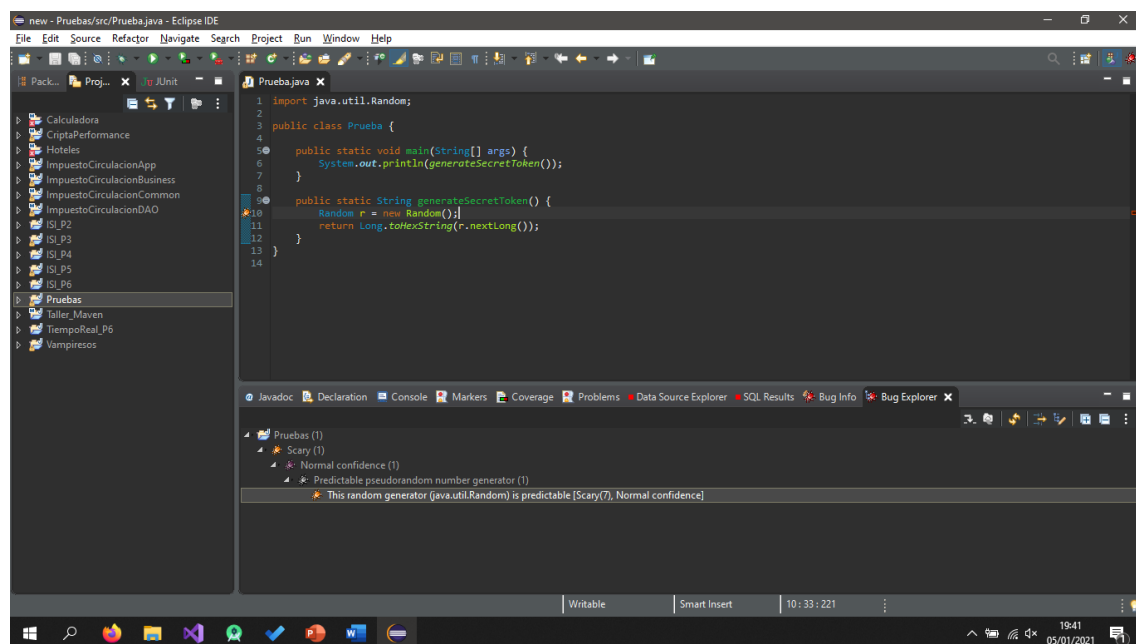 new - Pruebas/src/Prueba.java - Eclipse IDE
File Edit Source Refactor Navigate Search Project Run Window Help
Pack... Proj... JUnit
Calculadora
CriptaPerformance
Hoteles
ImpuestoCirculacionApp
ImpuestoCirculacionBusiness
ImpuestoCirculacionCommon
ImpuestoCirculacionDAO
ISI_P2
ISI_P3
ISI_P4
ISI_P5
ISI_P6
Pruebas
Taller_Maven
TiempoReal_P6
Vampiresos
Prueba.java
1 import java.util.Random;
2
3 public class Prueba {
4
5 public static void main(String[] args) {
6 System.out.println(generateSecretToken());
7 }
8
9 public static String generateSecretToken() {
10 Random r = new Random();
11 return Long.toHexString(r.nextLong());
12 }
13 }
14
Javadoc Declaration Console Markers Coverage Problems Data Source Explorer SQL Results Bug Info Bug Explorer
Pruebas (1)
Scary (1)
Normal confidence (1)
Predictable pseudorandom number generator (1)
This random generator (java.util.Random) is predictable [Scary(7), Normal confidence]
Writable Smart Insert 10 : 33 : 221
19:41
05/01/2021